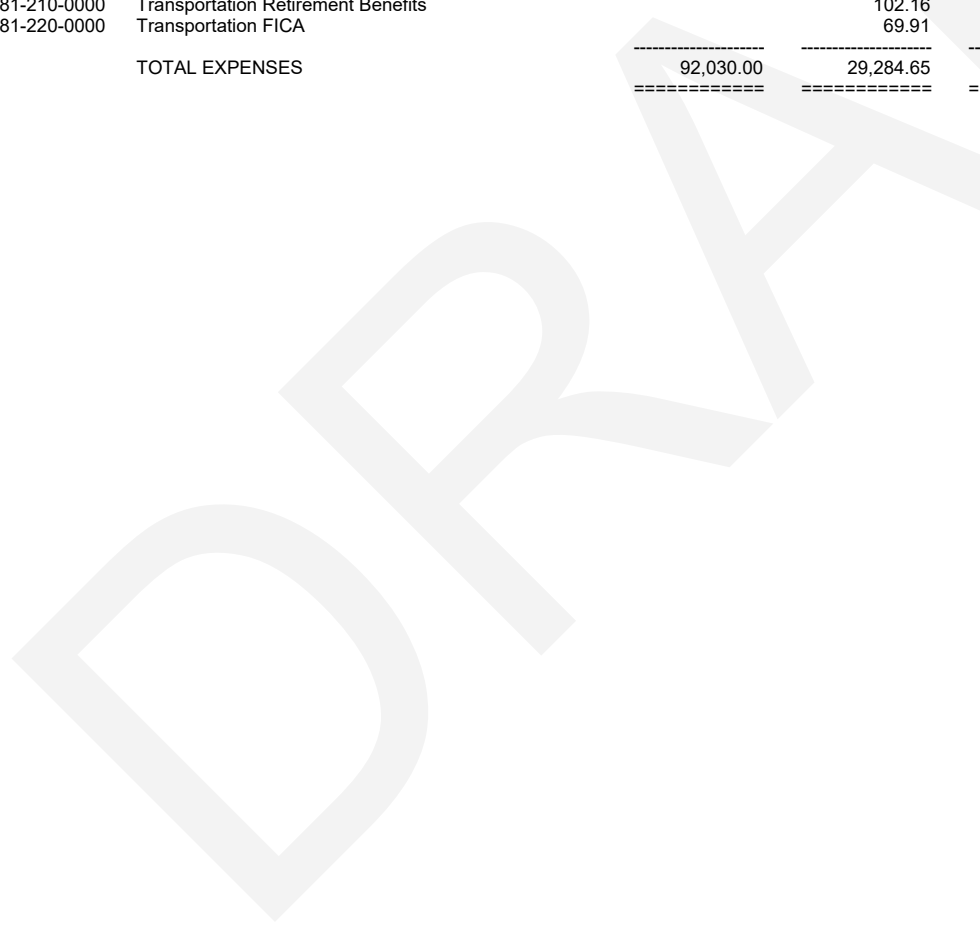 81-210-0000 Transportation Retirement Benefits 102.16
81-220-0000 Transportation FICA 69.91
--------------------- --------------------- --
TOTAL EXPENSES 92,030.00 29,284.65
============ ============ =
DRA